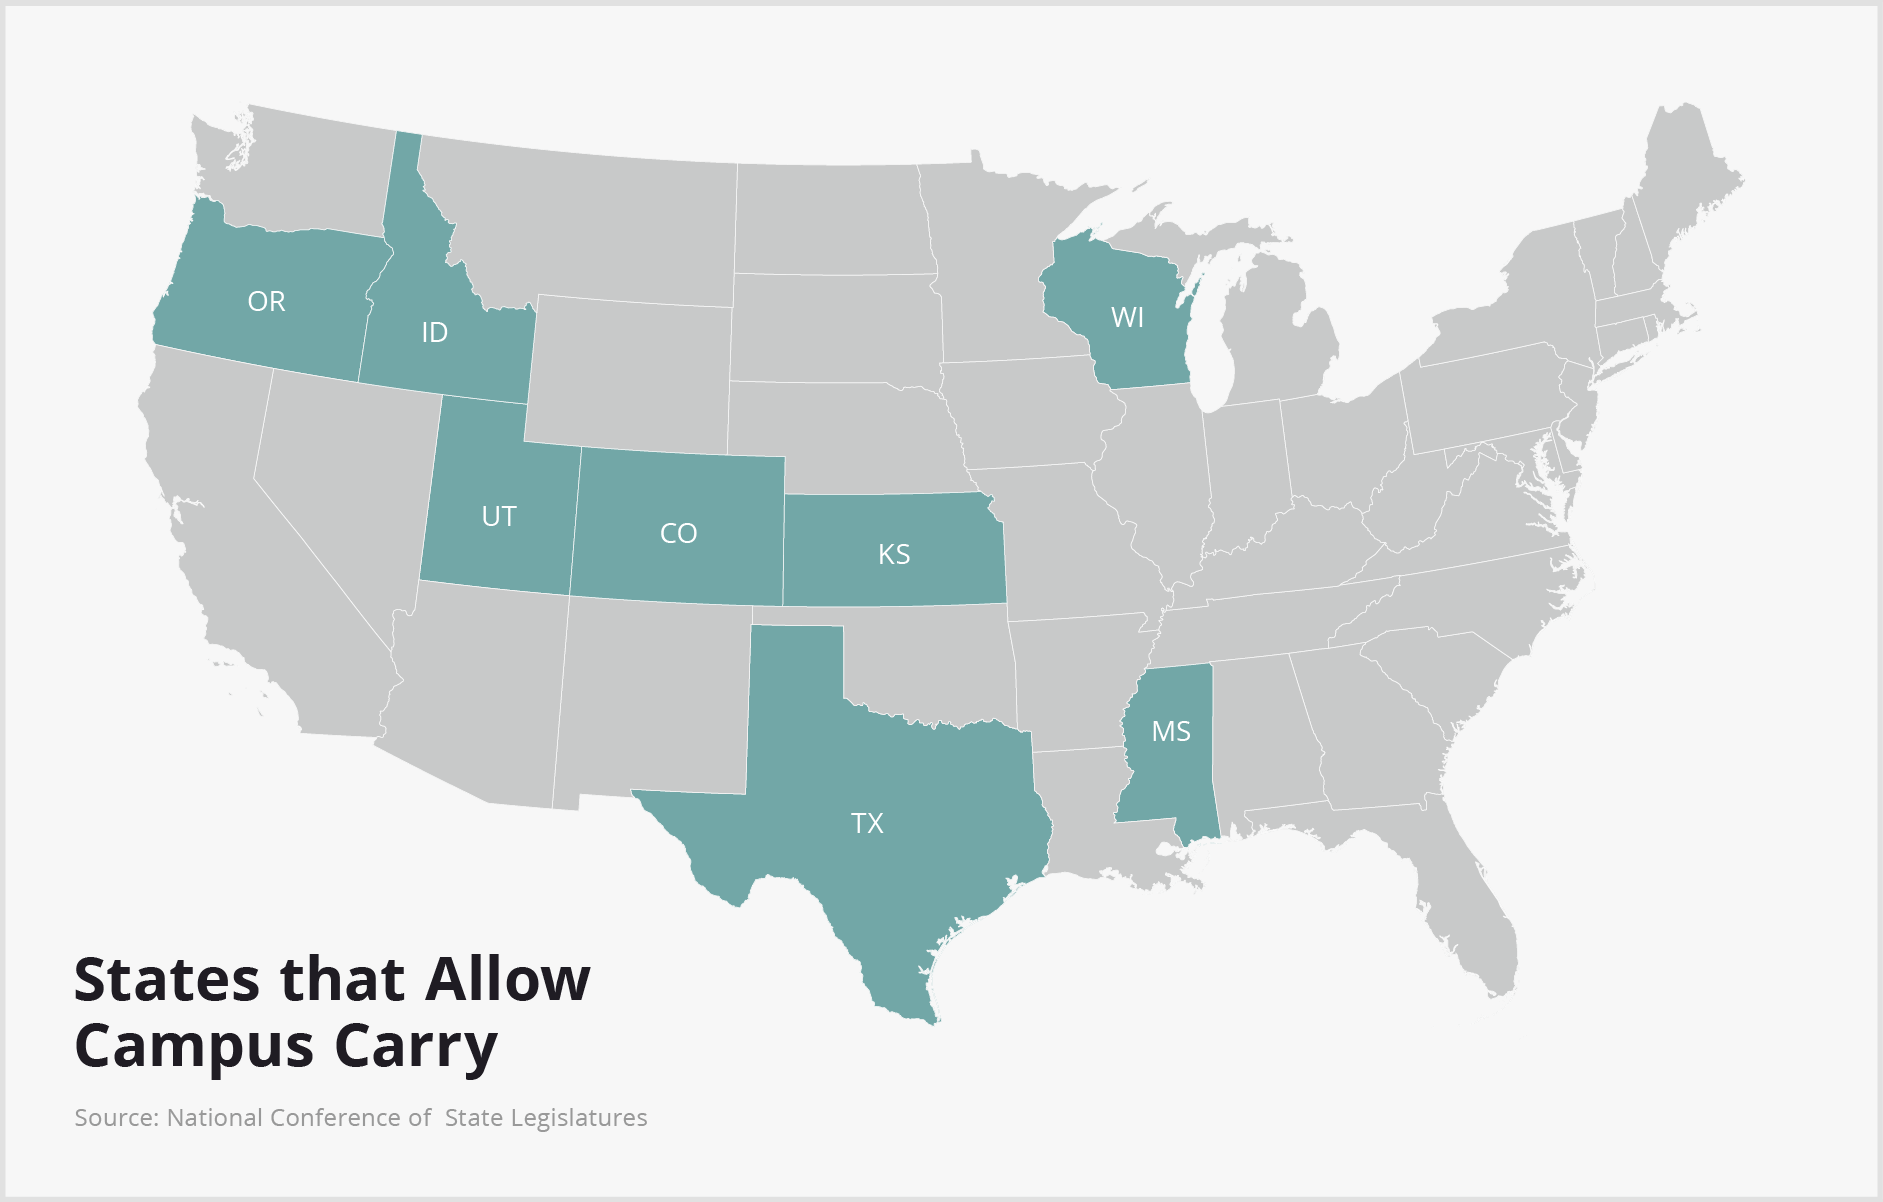 OR
ID
WI
UT
CO
KS
MS
TX
States that Allow
Campus Carry
Source: National Conference of  State Legislatures